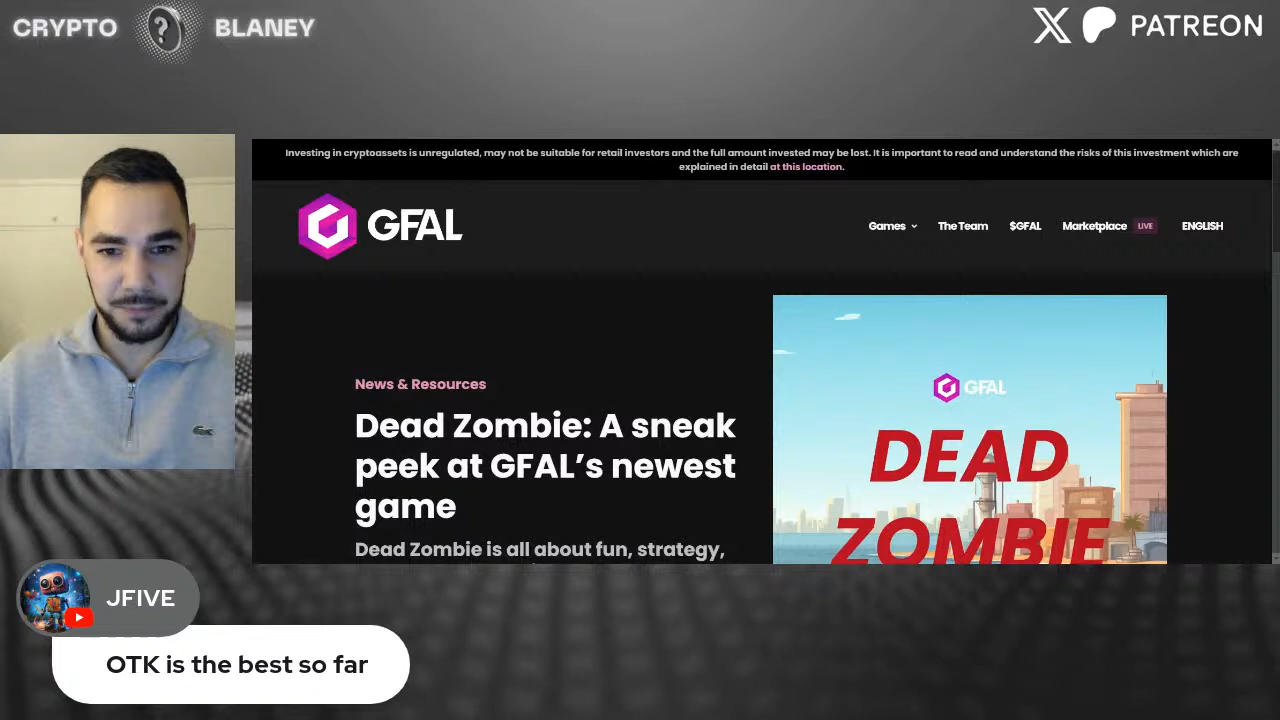 CRYPTO ? BLANEY
PATREON
Investing in cryptoassets is unregulated, may not be suitable for retail investors and the full amount invested may be lost. It is important to read and understand the risks of this investment which are
explained in detail at this location.
GFAL
Games
The Team
$GFAL
Marketplace LIVE
ENGLISH
News & Resources
Dead Zombie: A sneak
peek at GFAL’s newest
game
Dead Zombie is all about fun, strategy,
GFAL
DEAD
ZOMBIE
JFIVE
OTK is the best so far